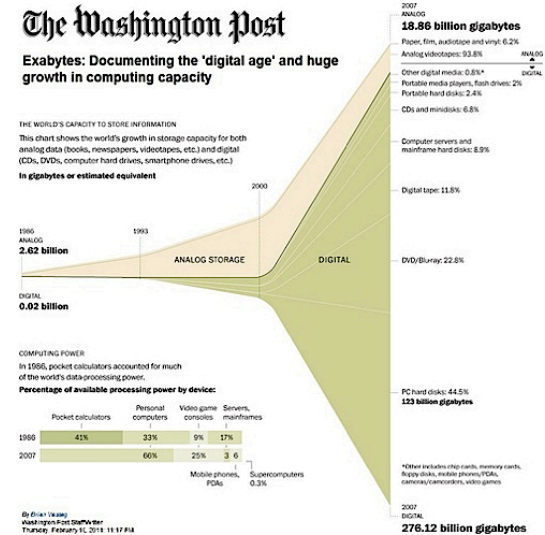 The Washington Post
Exabytes: Documenting the 'digital age' and huge
growth in computing capacity
THE WORLD'S CAPACITY TO STORE INFORMATION
This chart shows the world's growth in storage capacity for both
analog data (books, newspapers, videotapes, etc.) and digital
(CDs, DVDs, computer hard drives, smartphone drives, etc.)
In gigabytes or estimated equivalent
2000
1993
1986
ANALOG
2.62 billion
ANALOG STORAGE
DIGITAL
DIGITAL
0.02 billion
2007
ANALOG
18.86 billion gigabytes
Paper, film, audiotape and vinyl: 6.2%
Analog videotapes: 93.8%
ANALOG
DIGITAL
Other digital media: 0.8%*
Portable media players, flash drives: 2%
Portable hard disks: 2.4%
CDs and minidisks: 6.8%
Computer servers and
mainframe hard disks: 8.9%
Digital tape: 11.8%
DVD/Blu-ray: 22.8%
PC hard disks: 44.5%
123 billion gigabytes
*Other includes chip cards, memory cards,
floppy disks, mobile phones/PDAs,
cameras/camcorders, video games
2007
DIGITAL
276.12 billion gigabytes
COMPUTING POWER
In 1986, pocket calculators accounted for much
of the world's data-processing power.
Percentage of available processing power by device:
Pocket calculators
Personal
computers
Video game
consoles
Servers,
mainframes
1986 41% 33% 9% 17%
2007 66% 25% 3 6
Mobile phones,
PDAs
Supercomputers
0.3%
By Brian
Washington Post Staff Writer
Thursday, February